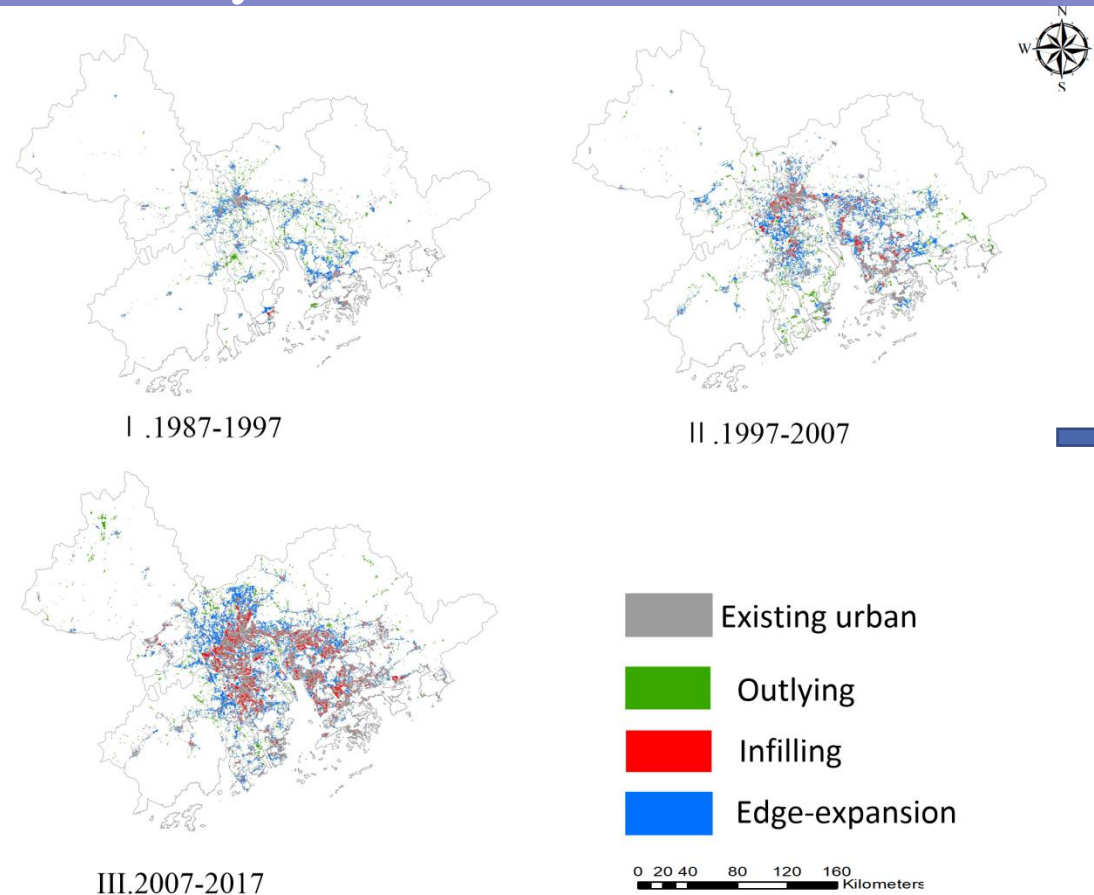 N
W
S
I .1987-1997
II .1997-2007
III.2007-2017
Existing urban
Outlying
Infilling
Edge-expansion
0 20 40 80 120 160
Kilometers